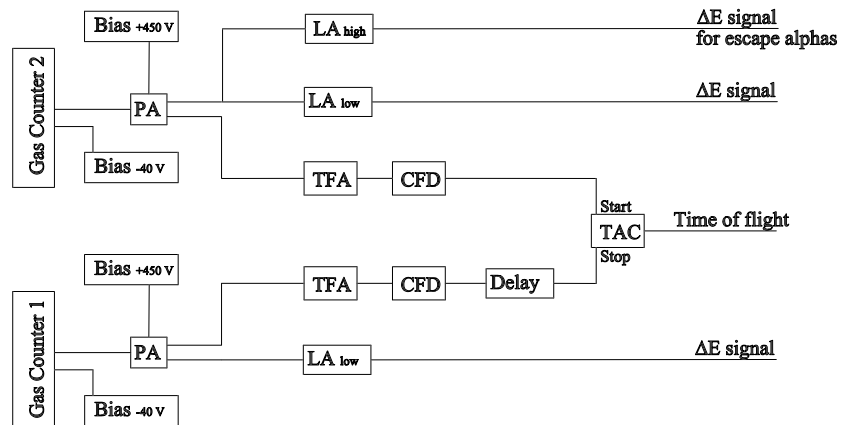 Bias +450 V
LA high
ΔE signal
for escape alphas
Gas Counter 2
PA
LA low
ΔE signal
Bias -40 V
TFA
CFD
Start
TAC
Stop
Time of flight
Bias +450 V
TFA
CFD
Delay
Gas Counter 1
PA
LA low
ΔE signal
Bias -40 V